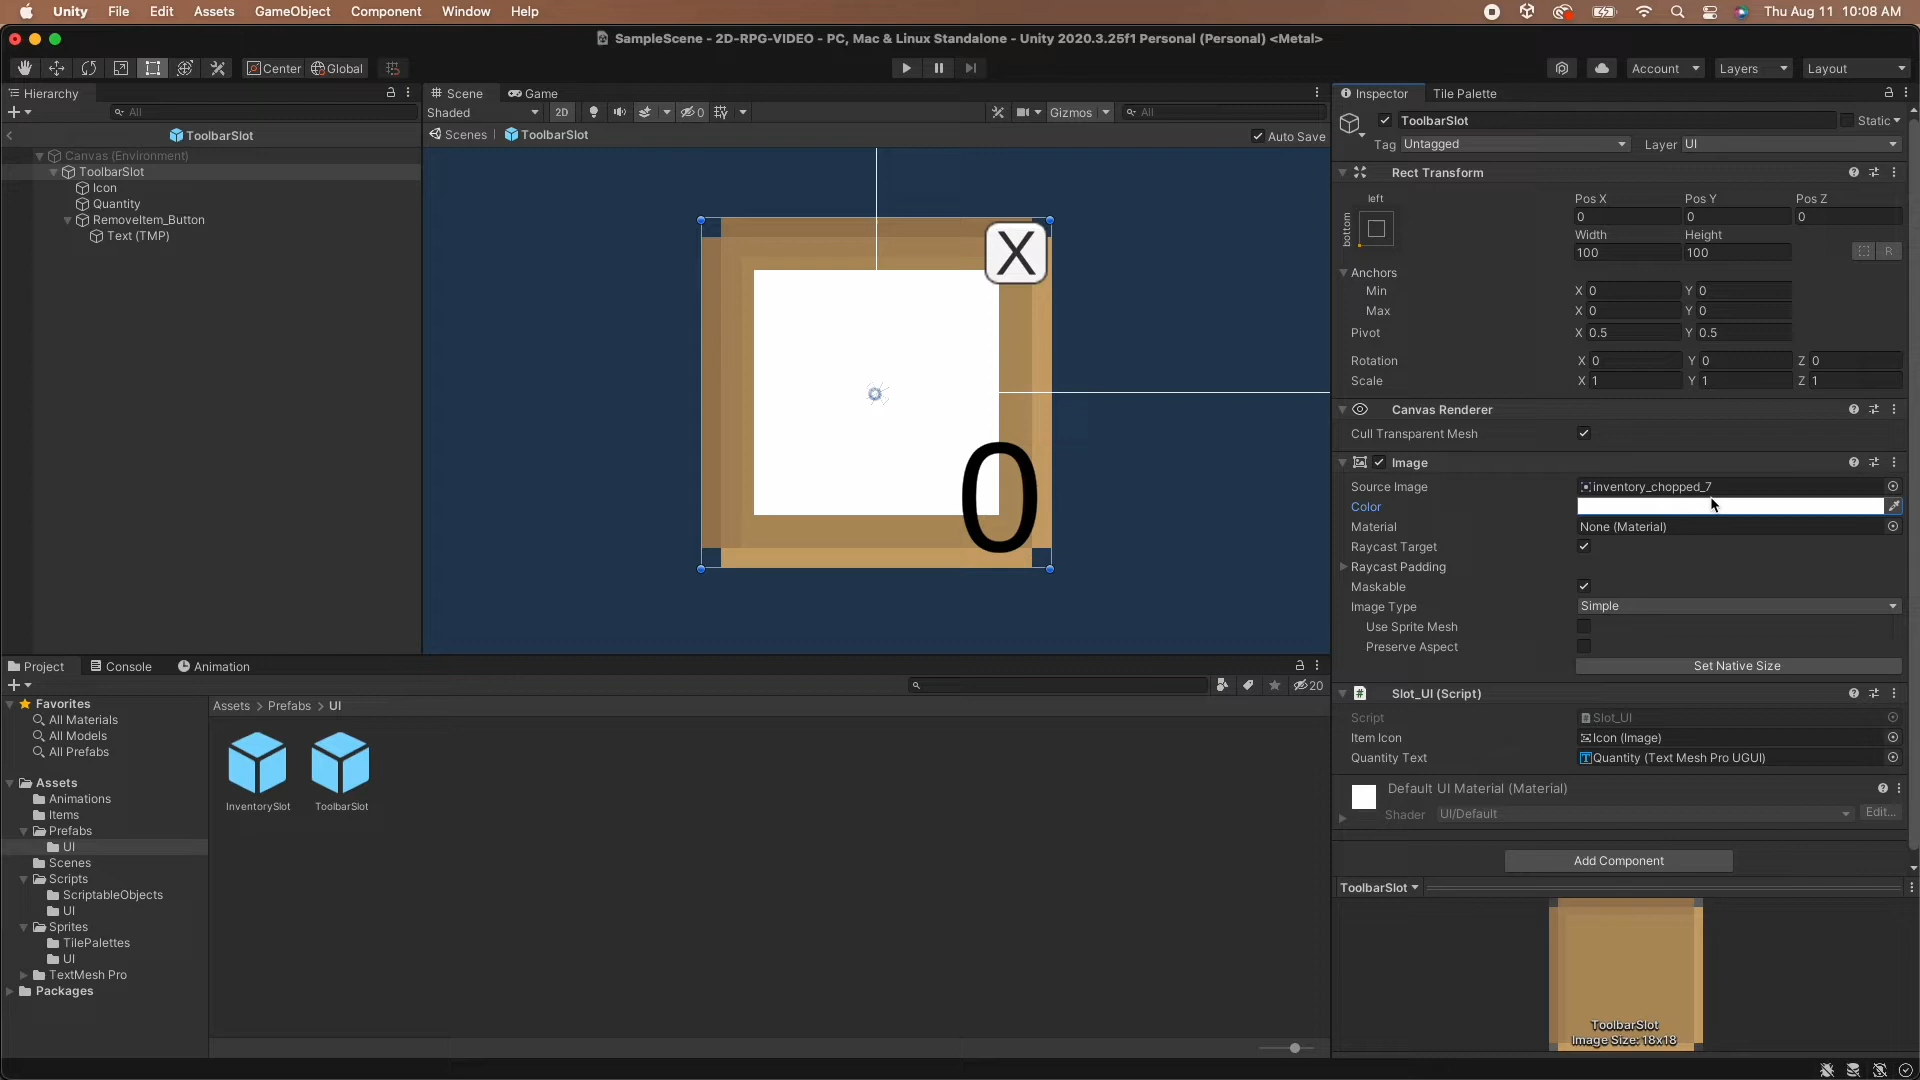 Unity File Edit Assets GameObject Component Window Help Thu Aug 11 10:08 AM
SampleScene - 2D-RPG-VIDEO - PC, Mac & Linux Standalone - Unity 2020.3.25f1 Personal (Personal) <Metal>
Center Global Account Layers Layout
Hierarchy
All
ToolbarSlot
Canvas (Environment)
ToolbarSlot
Icon
Quantity
RemoveItem_Button
Text (TMP)
Scene Game
Shaded 2D 0 Gizmos All
Scenes ToolbarSlot Auto Save
X
0
Inspector Tile Palette
ToolbarSlot Static
Tag Untagged Layer UI
Rect Transform
left Pos X Pos Y Pos Z
bottom 0 0 0
Width Height
100 100 R
Anchors
Min X 0 Y 0
Max X 0 Y 0
Pivot X 0.5 Y 0.5
Rotation X 0 Y 0 Z 0
Scale X 1 Y 1 Z 1
Canvas Renderer
Cull Transparent Mesh
Image
Source Image inventory_chopped_7
Color
Material None (Material)
Raycast Target
Raycast Padding
Maskable
Image Type Simple
Use Sprite Mesh
Preserve Aspect
Set Native Size
# Slot_UI (Script)
Script Slot_UI
Item Icon Icon (Image)
Quantity Text Quantity (Text Mesh Pro UGUI)
Default UI Material (Material)
Shader UI/Default Edit...
Add Component
ToolbarSlot
ToolbarSlot
Image Size: 18x18
Project Console Animation
20
Favorites
All Materials
All Models
All Prefabs
Assets
Animations
Items
Prefabs
UI
Scenes
Scripts
ScriptableObjects
UI
Sprites
TilePalettes
UI
TextMesh Pro
Packages
Assets > Prefabs > UI
InventorySlot ToolbarSlot